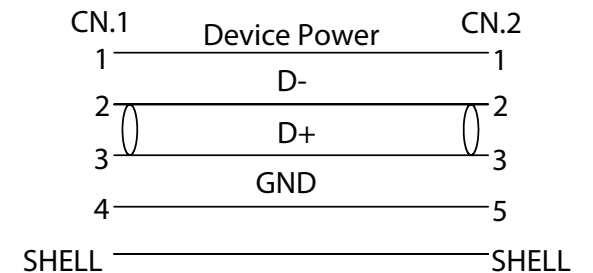 CN.1 CN.2
Device Power
1 1
D-
2 2
D+
3 3
GND
4 5
SHELL SHELL